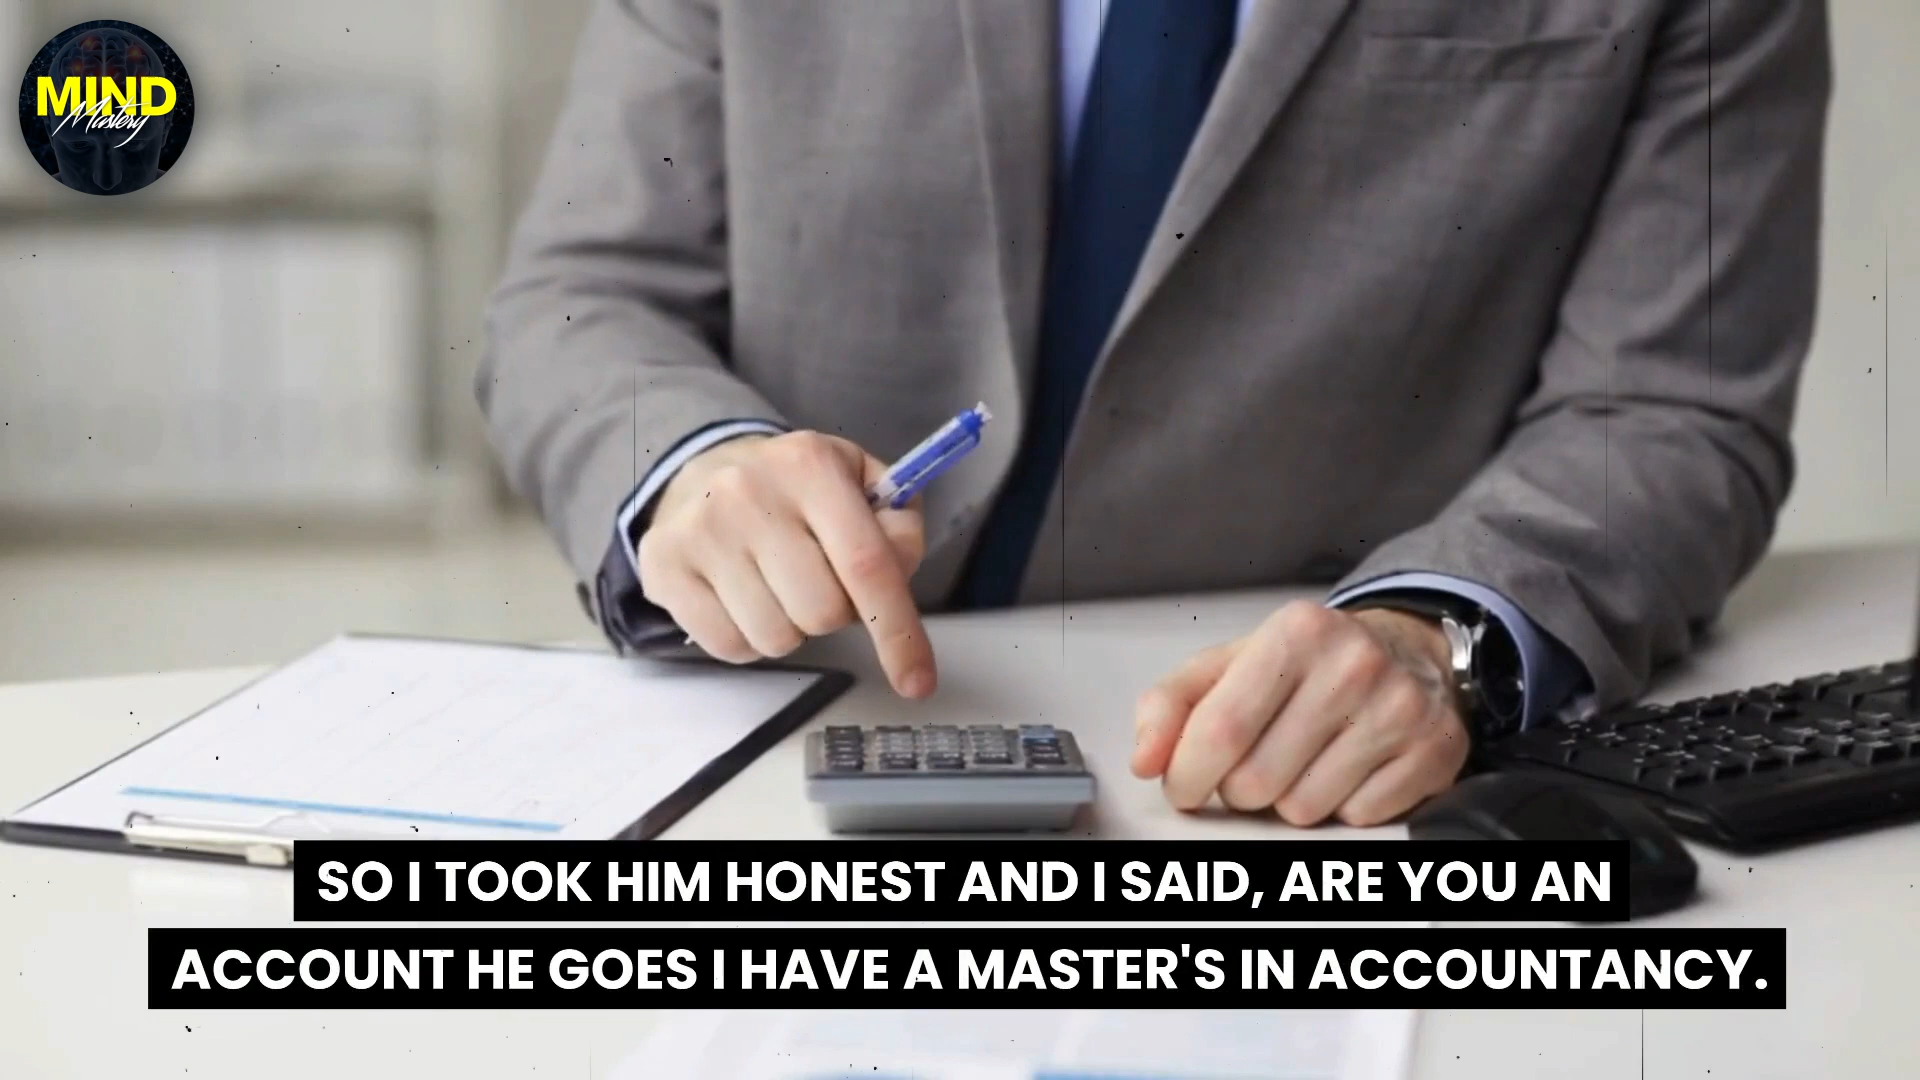 MIND
Mastery
SO I TOOK HIM HONEST AND I SAID, ARE YOU AN
ACCOUNT HE GOES I HAVE A MASTER'S IN ACCOUNTANCY.